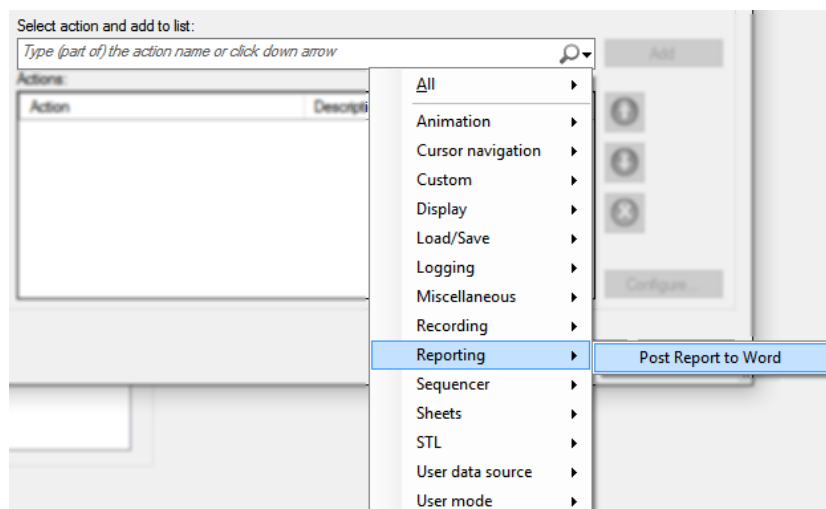 Select action and add to list:
Type (part of) the action name or click down arrow
Add
Actions:
Action Descripti
All
Animation
Cursor navigation
Custom
Display
Load/Save
Logging
Miscellaneous
Configure...
Recording
Reporting
Post Report to Word
Sequencer
Sheets
STL
User data source
User mode